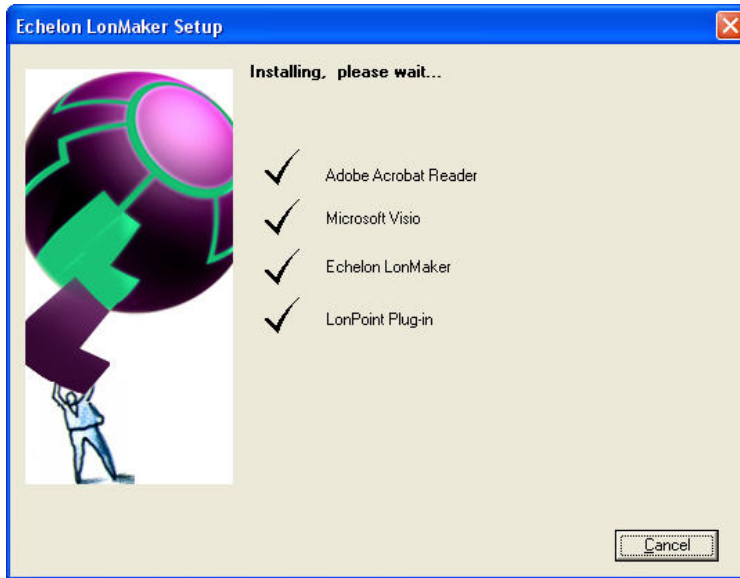 Echelon LonMaker Setup
Installing, please wait...
Adobe Acrobat Reader
Microsoft Visio
Echelon LonMaker
LonPoint Plug-in
Cancel